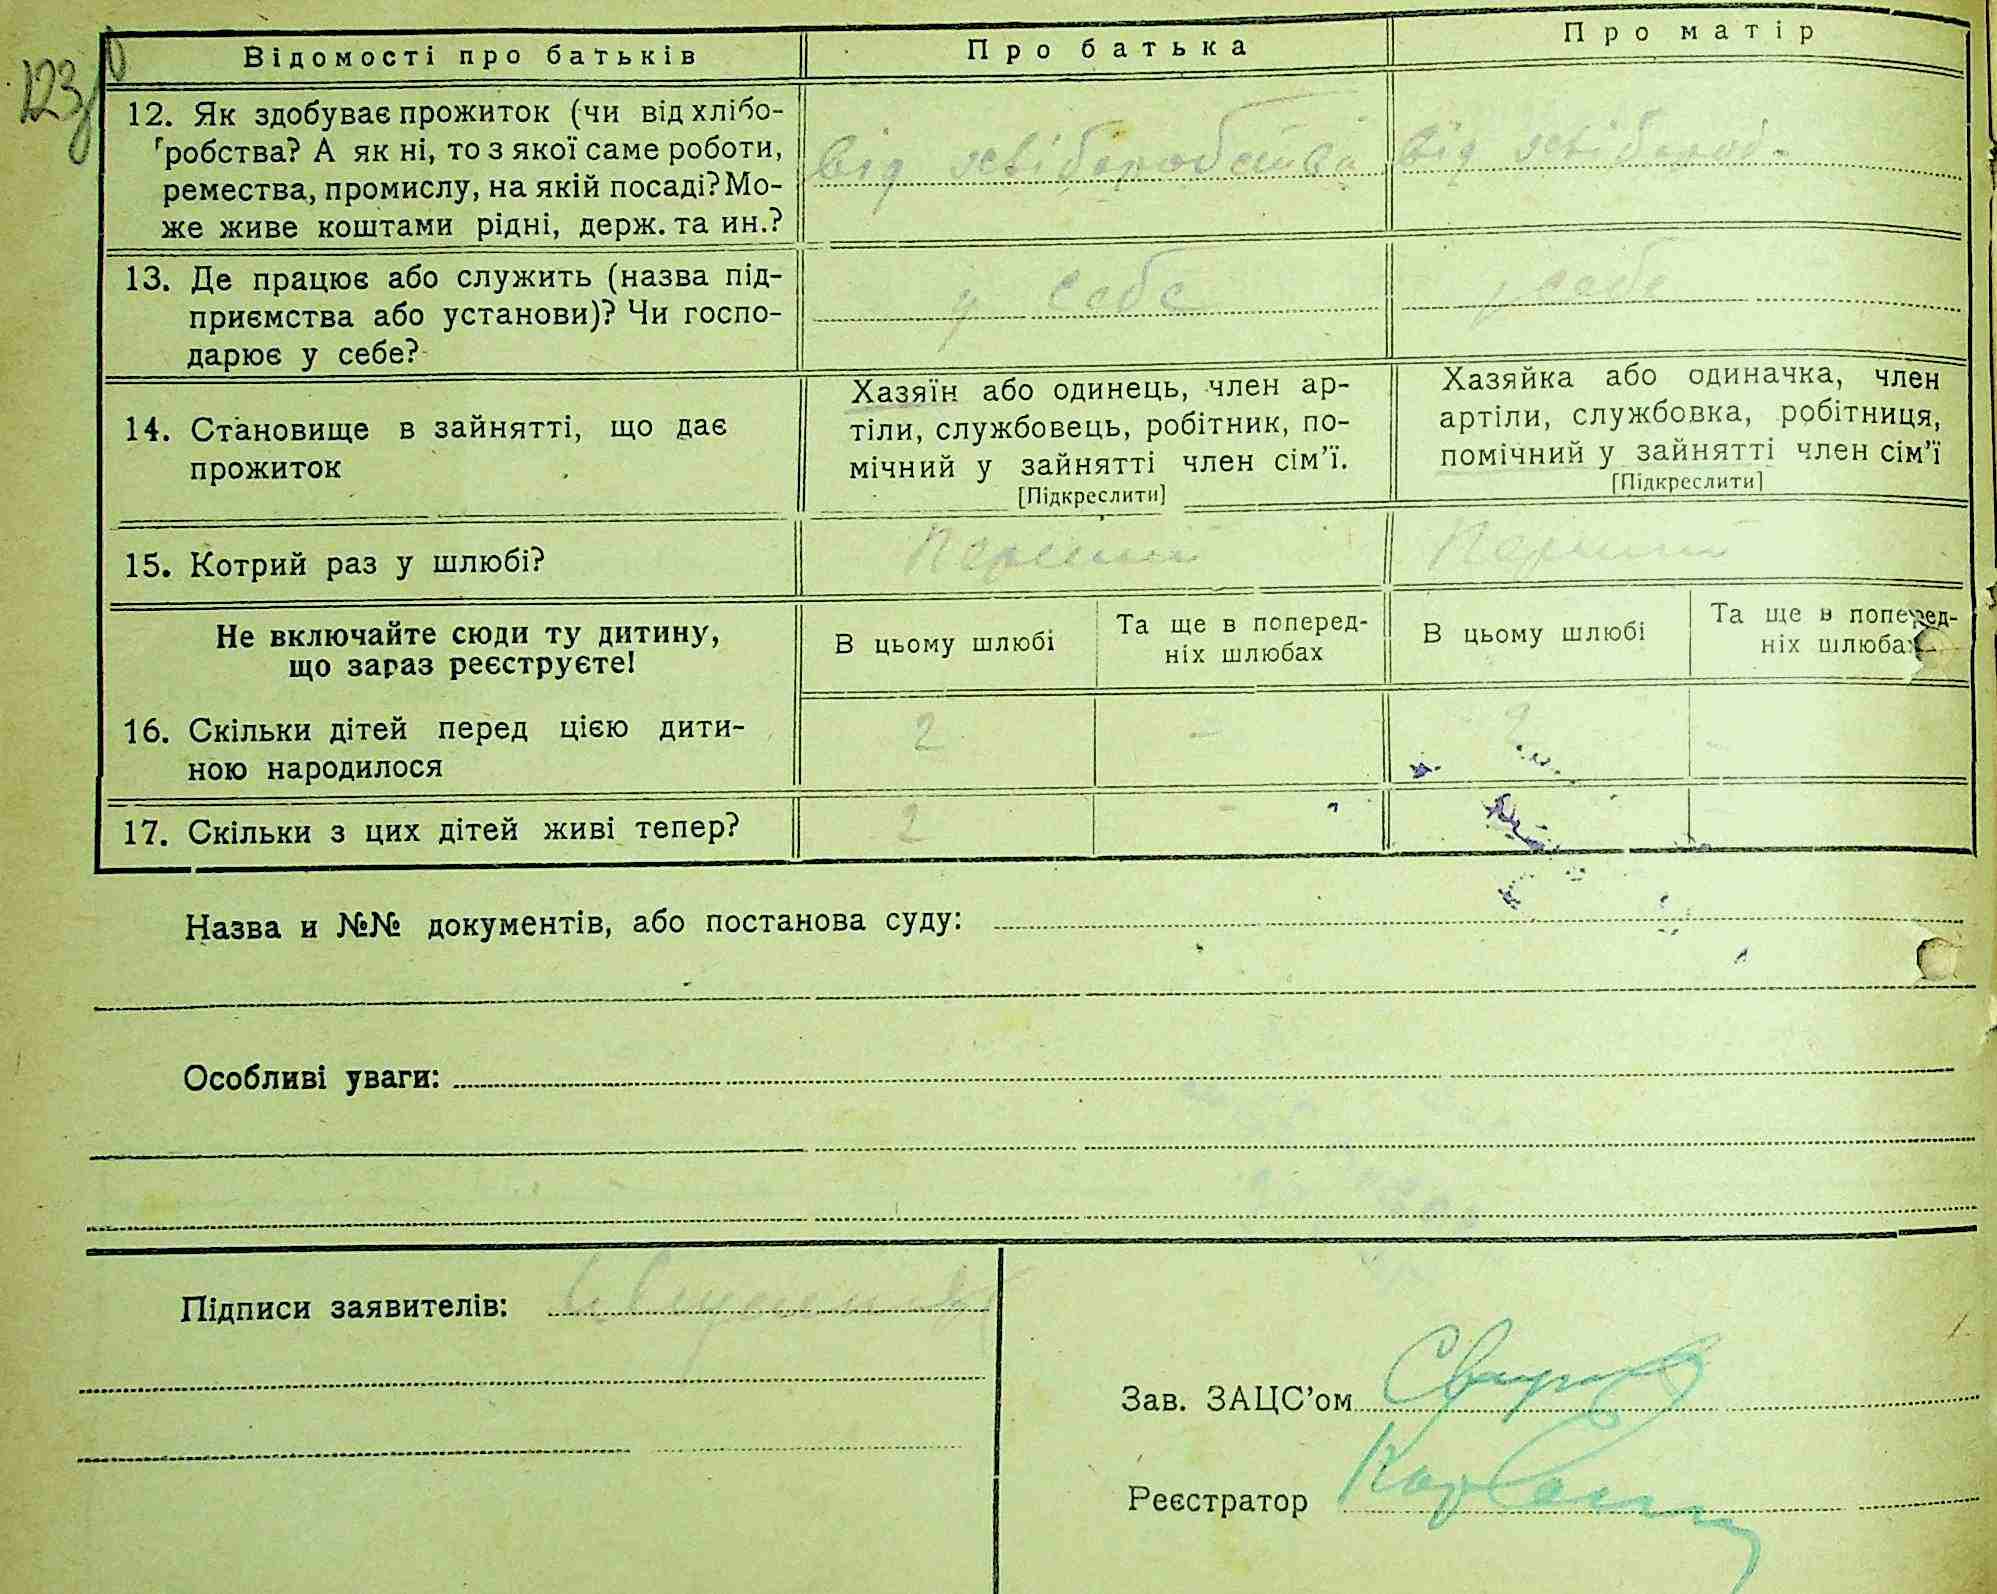 123
Відомості про батьків
Про батька
Про матір
12. Як здобуває прожиток (чи від хлібо-
робства? А як ні, то з якої саме роботи,
ремества, промислу, на якій посаді? Мо-
же живе коштами рідні, держ. та ин.?
від хліборобства
від хлібороб.
13. Де працює або служить (назва під-
приємства або установи)? Чи госпо-
дарює у себе?
у себе
у себе
14. Становище в зайнятті, що дає
прожиток
Хазяїн або одинець, член ар-
тіли, службовець, робітник, по-
мічний у зайнятті член сім’ї.
[Підкреслити]
Хазяйка або одиначка, член
артіли, службовка, робітниця,
помічний у зайнятті член сім’ї
[Підкреслити]
15. Котрий раз у шлюбі?
Перший
Перший
Не включайте сюди ту дитину,
що зараз реєструєте!
В цьому шлюбі
Та ще в поперед-
ніх шлюбах
В цьому шлюбі
Та ще в поперед-
ніх шлюбах
16. Скільки дітей перед цією дити-
ною народилося
2
-
2
-
17. Скільки з цих дітей живі тепер?
2
-
Назва и №№ документів, або постанова суду:
Особливі уваги:
Підписи заявителів:
Зав. ЗАЦС’ом
Реєстратор